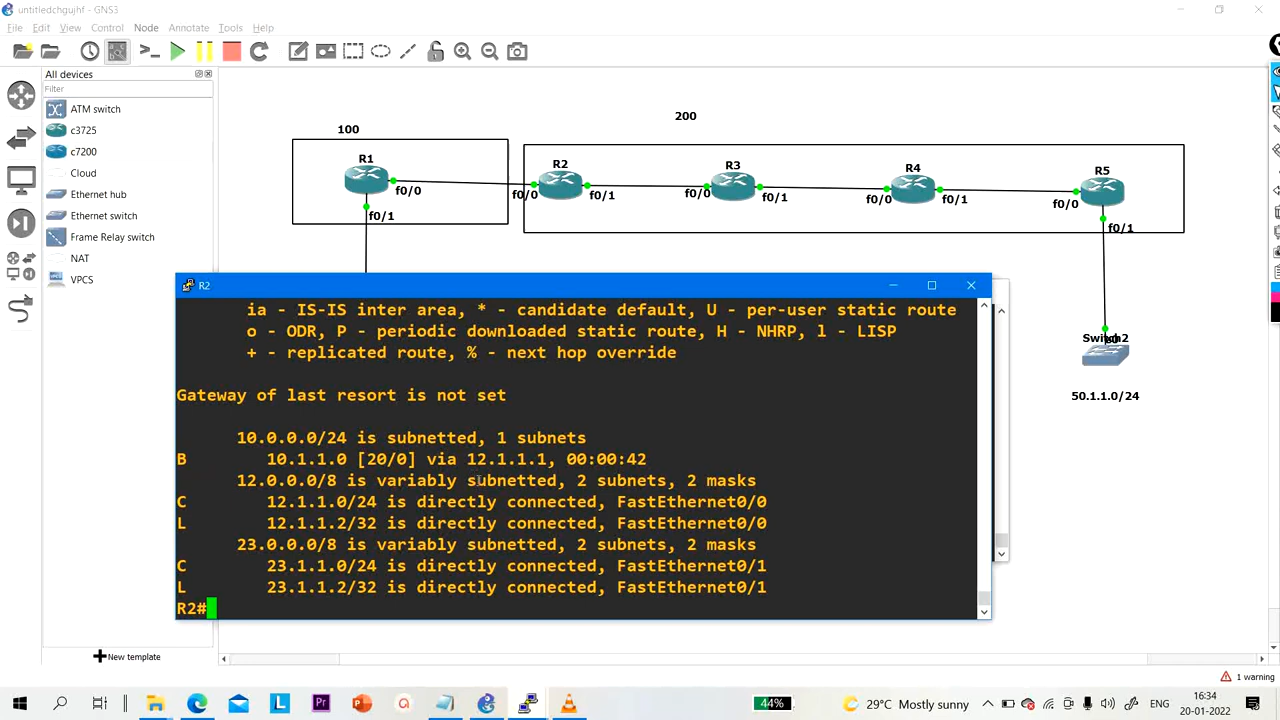 untitledchgujhf - GNS3
File Edit View Control Node Annotate Tools Help
All devices
Filter
ATM switch
c3725
c7200
Cloud
Ethernet hub
Ethernet switch
Frame Relay switch
NAT
VPCS
New template
100
200
R1
R2
R3
R4
R5
f0/0
f0/0
f0/1
f0/0
f0/1
f0/0
f0/1
f0/0
f0/1
f0/1
Switch2
50.1.1.0/24
R2
ia - IS-IS inter area, * - candidate default, U - per-user static route
o - ODR, P - periodic downloaded static route, H - NHRP, l - LISP
+ - replicated route, % - next hop override
Gateway of last resort is not set
10.0.0.0/24 is subnetted, 1 subnets
B 10.1.1.0 [20/0] via 12.1.1.1, 00:00:42
12.0.0.0/8 is variably subnetted, 2 subnets, 2 masks
C 12.1.1.0/24 is directly connected, FastEthernet0/0
L 12.1.1.2/32 is directly connected, FastEthernet0/0
23.0.0.0/8 is variably subnetted, 2 subnets, 2 masks
C 23.1.1.0/24 is directly connected, FastEthernet0/1
L 23.1.1.2/32 is directly connected, FastEthernet0/1
R2#
1 warning
44%
29°C Mostly sunny
ENG
16:34
20-01-2022